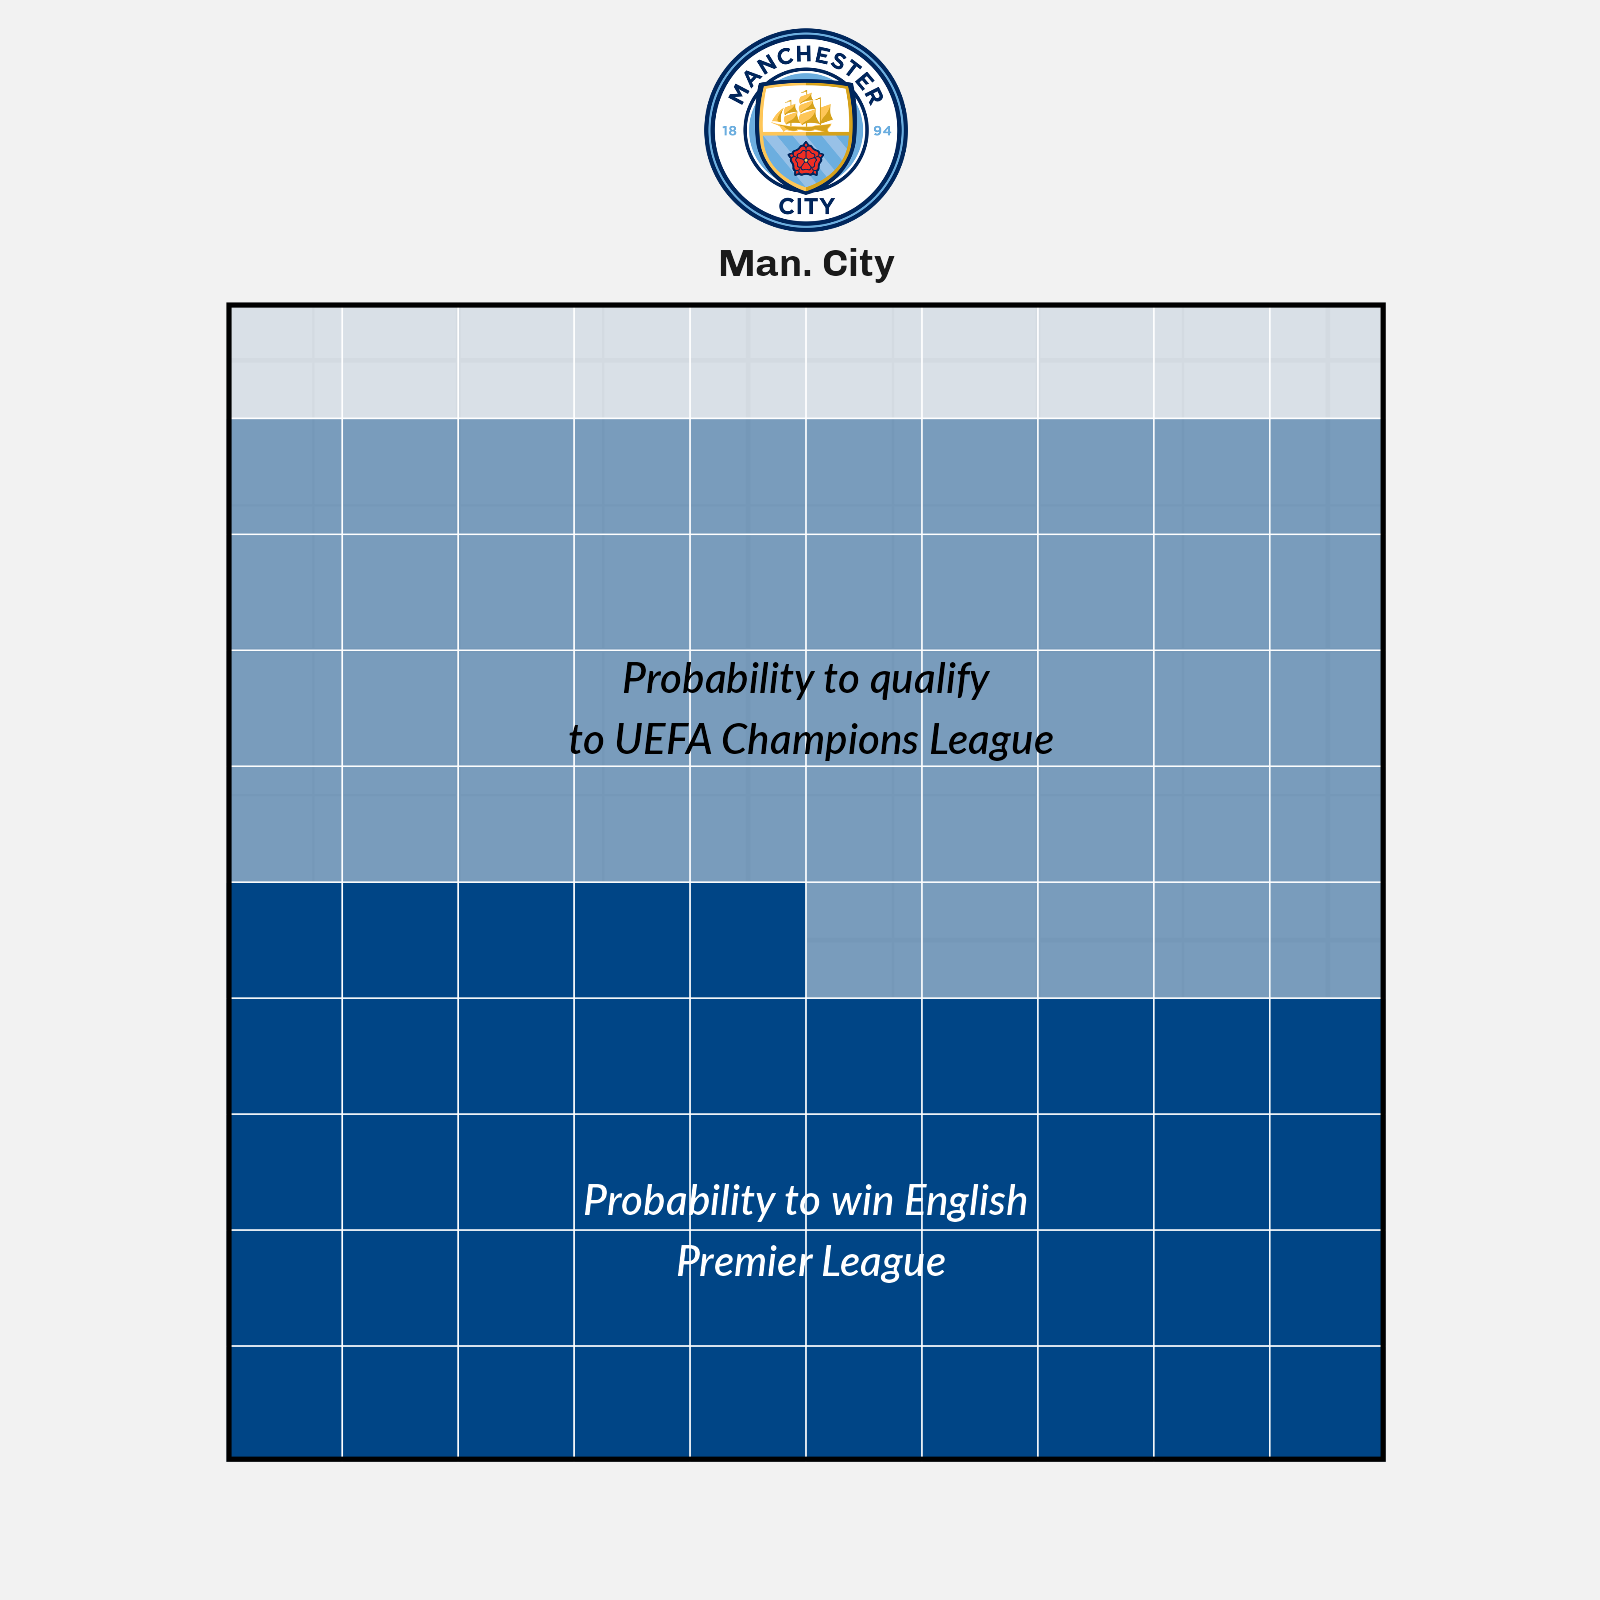 MANCHESTER
18 94
CITY
Man. City
Probability to qualify
to UEFA Champions League
Probability to win English
Premier League